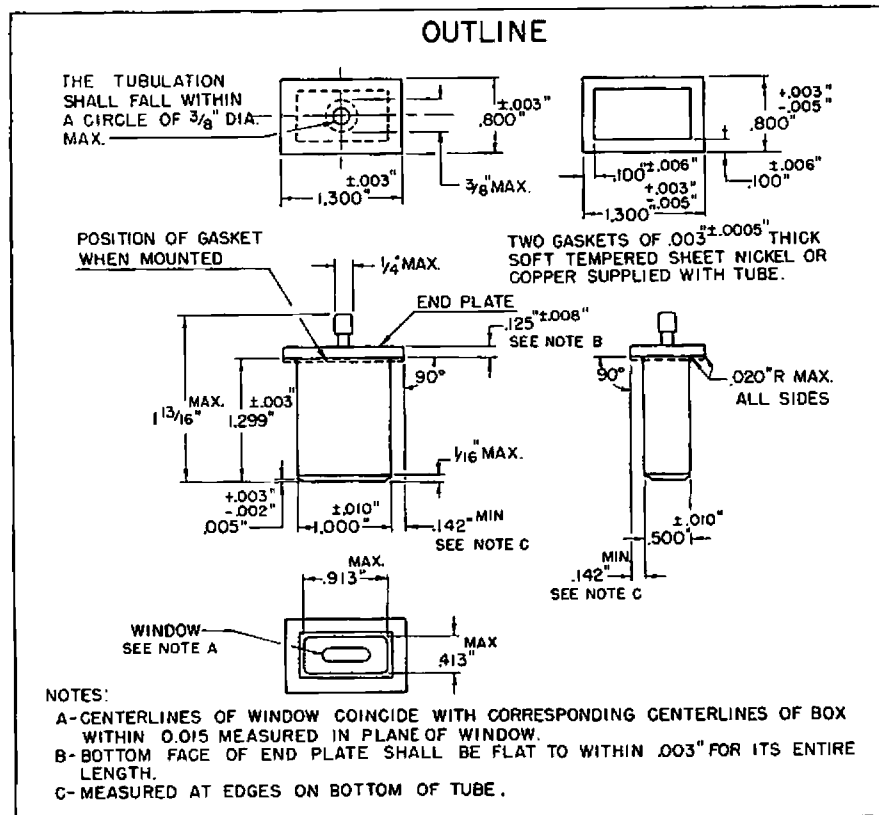 OUTLINE
THE TUBULATION
SHALL FALL WITHIN
A CIRCLE OF 3/8" DIA.
MAX.
±.003"
.800"
±.003"
1.300"
3/8" MAX.
+.003"
-.005"
.800"
.100" ±.006"
±.006"
.100"
+.003"
-.005"
1.300"
TWO GASKETS OF .003"±.0005" THICK
SOFT TEMPERED SHEET NICKEL OR
COPPER SUPPLIED WITH TUBE.
POSITION OF GASKET
WHEN MOUNTED
1/4" MAX.
END PLATE
.125"±.008"
SEE NOTE B
90°
90°
.020"R MAX.
ALL SIDES
MAX.
1 13/16"
±.003"
1.299"
1/16" MAX.
+.003"
-.002"
.005"
±.010"
1.000"
.142" MIN
SEE NOTE C
±.010"
.500"
MIN.
.142"
SEE NOTE C
MAX.
.913"
WINDOW
SEE NOTE A
MAX
.413"
NOTES:
A-CENTERLINES OF WINDOW COINCIDE WITH CORRESPONDING CENTERLINES OF BOX
WITHIN 0.015 MEASURED IN PLANE OF WINDOW.
B-BOTTOM FACE OF END PLATE SHALL BE FLAT TO WITHIN .003" FOR ITS ENTIRE
LENGTH.
C-MEASURED AT EDGES ON BOTTOM OF TUBE.